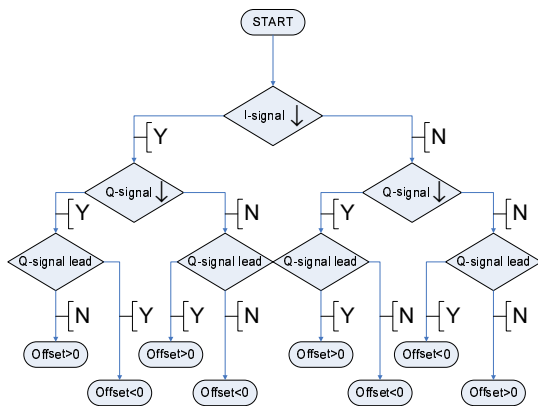 START
I-signal ↓
Y
N
Q-signal ↓
Q-signal ↓
Y
N
Y
N
Q-signal lead
Q-signal lead
Q-signal lead
Q-signal lead
N
Y
Y
N
Y
N
Y
N
Offset>0
Offset>0
Offset>0
Offset<0
Offset<0
Offset<0
Offset<0
Offset>0